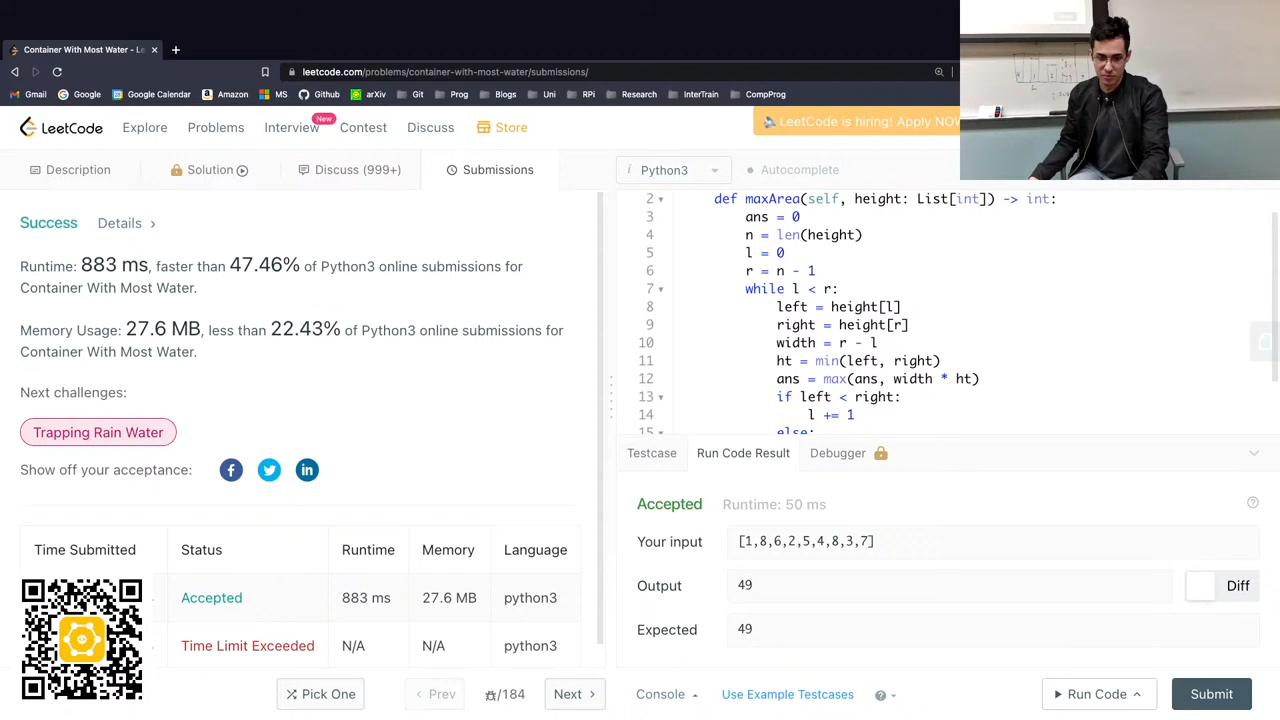 Container With Most Water - Le
leetcode.com/problems/container-with-most-water/submissions/
Gmail
Google
Google Calendar
Amazon
MS
Github
Prog
Blogs
Uni
RPi
Research
InterTrain
CompProg
LeetCode
Explore
Problems
Interview
New
Contest
Discuss
Store
LeetCode is hiring! Apply NOW
Description
Solution
Discuss (999+)
Submissions
i Python3
Autocomplete
Success
Details >
Runtime: 883 ms, faster than 47.46% of Python3 online submissions for
Container With Most Water.
Memory Usage: 27.6 MB, less than 22.43% of Python3 online submissions for
Container With Most Water.
Next challenges:
Trapping Rain Water
Show off your acceptance:
Time Submitted
Status
Runtime
Memory
Language
Accepted
883 ms
27.6 MB
python3
Time Limit Exceeded
N/A
N/A
python3
Pick One
< Prev
/184
Next >
2 def maxArea(self, height: List[int]) -> int:
3 ans = 0
4 n = len(height)
5 l = 0
6 r = n - 1
7 while l < r:
8 left = height[l]
9 right = height[r]
10 width = r - l
11 ht = min(left, right)
12 ans = max(ans, width * ht)
13 if left < right:
14 l += 1
15 else:
Testcase
Run Code Result
Debugger
Accepted
Runtime: 50 ms
Your input
[1,8,6,2,5,4,8,3,7]
Output
49
Diff
Expected
49
Console
Use Example Testcases
Run Code
Submit